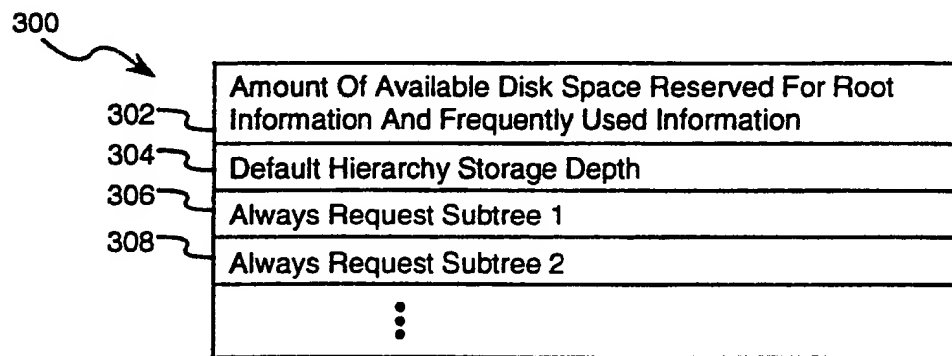 300
302
Amount Of Available Disk Space Reserved For Root
Information And Frequently Used Information
304
Default Hierarchy Storage Depth
306
Always Request Subtree 1
308
Always Request Subtree 2